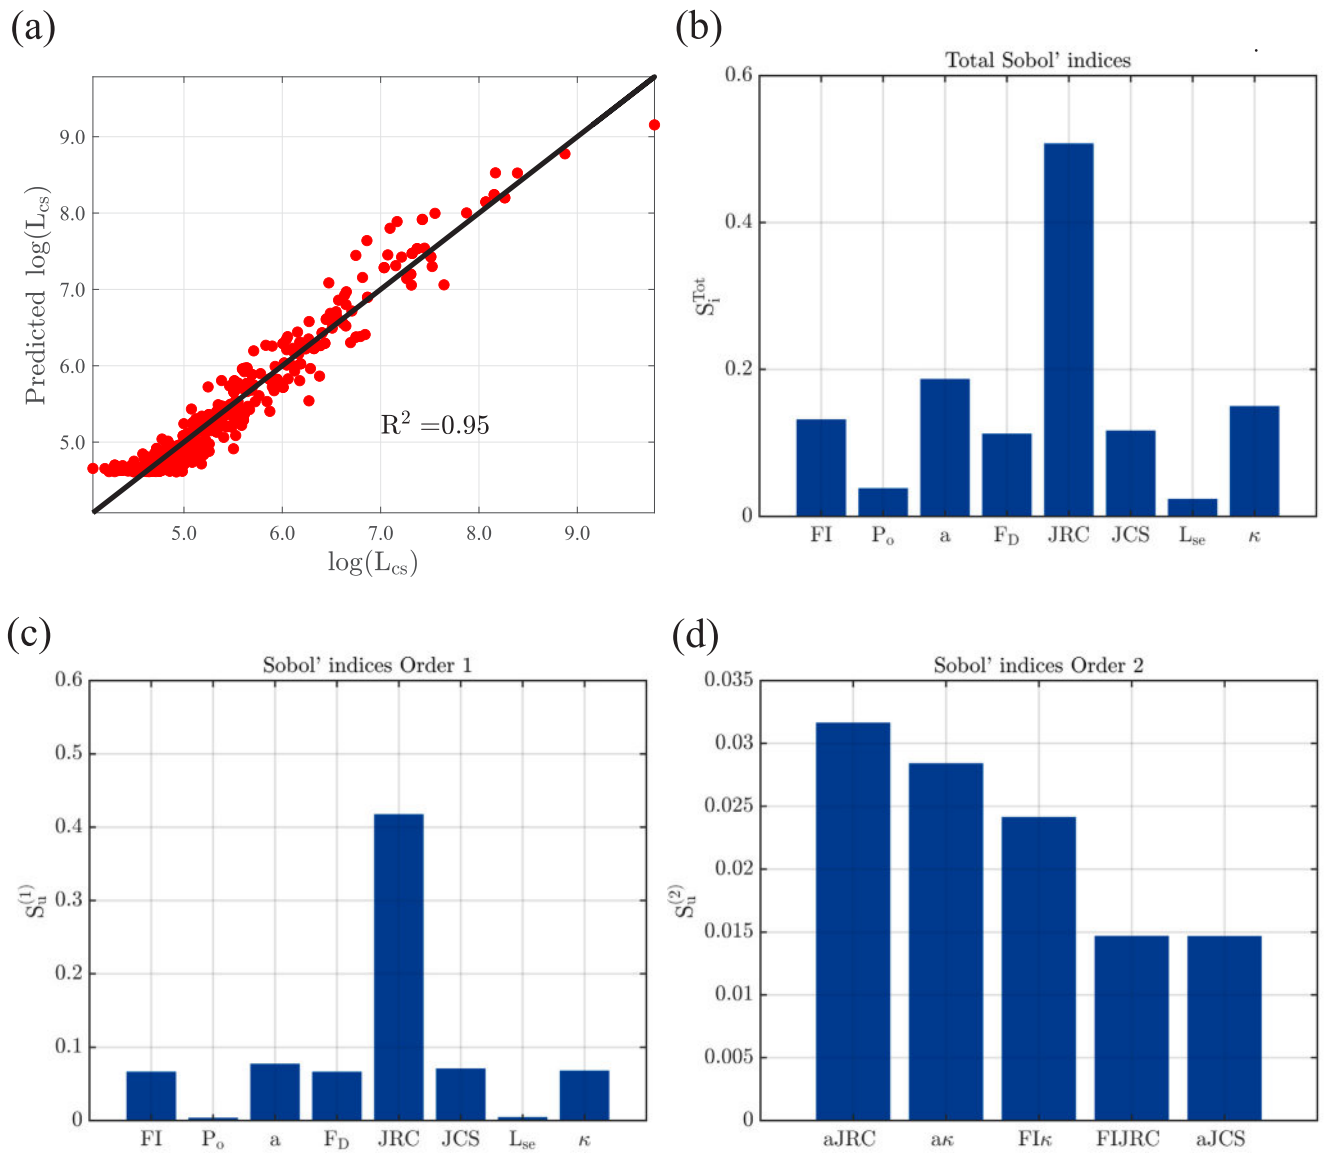 (a)
9.0
8.0
7.0
6.0
5.0
Predicted log(L_cs)
R² =0.95
5.0 6.0 7.0 8.0 9.0
log(L_cs)
(b)
Total Sobol' indices
0.6
0.4
0.2
0
S_i^Tot
FI P_o a F_D JRC JCS L_se κ
(c)
Sobol' indices Order 1
0.6
0.5
0.4
0.3
0.2
0.1
0
S_u^(1)
FI P_o a F_D JRC JCS L_se κ
(d)
Sobol' indices Order 2
0.035
0.03
0.025
0.02
0.015
0.01
0.005
0
S_u^(2)
aJRC aκ FIκ FIJRC aJCS